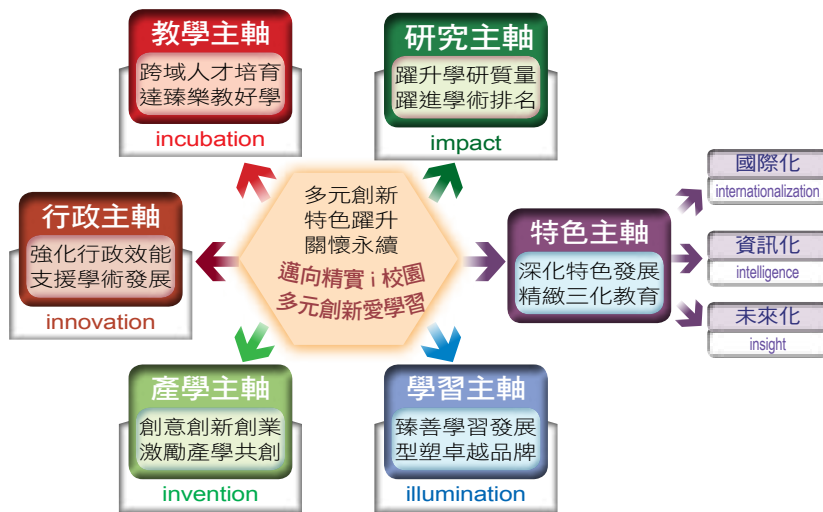 教學主軸
跨域人才培育
達臻樂教好學
incubation
研究主軸
躍升學研質量
躍進學術排名
impact
行政主軸
強化行政效能
支援學術發展
innovation
多元創新
特色躍升
關懷永續
邁向精實 i 校園
多元創新愛學習
特色主軸
深化特色發展
精緻三化教育
國際化
internationalization
資訊化
intelligence
未來化
insight
產學主軸
創意創新創業
激勵產學共創
invention
學習主軸
臻善學習發展
型塑卓越品牌
illumination